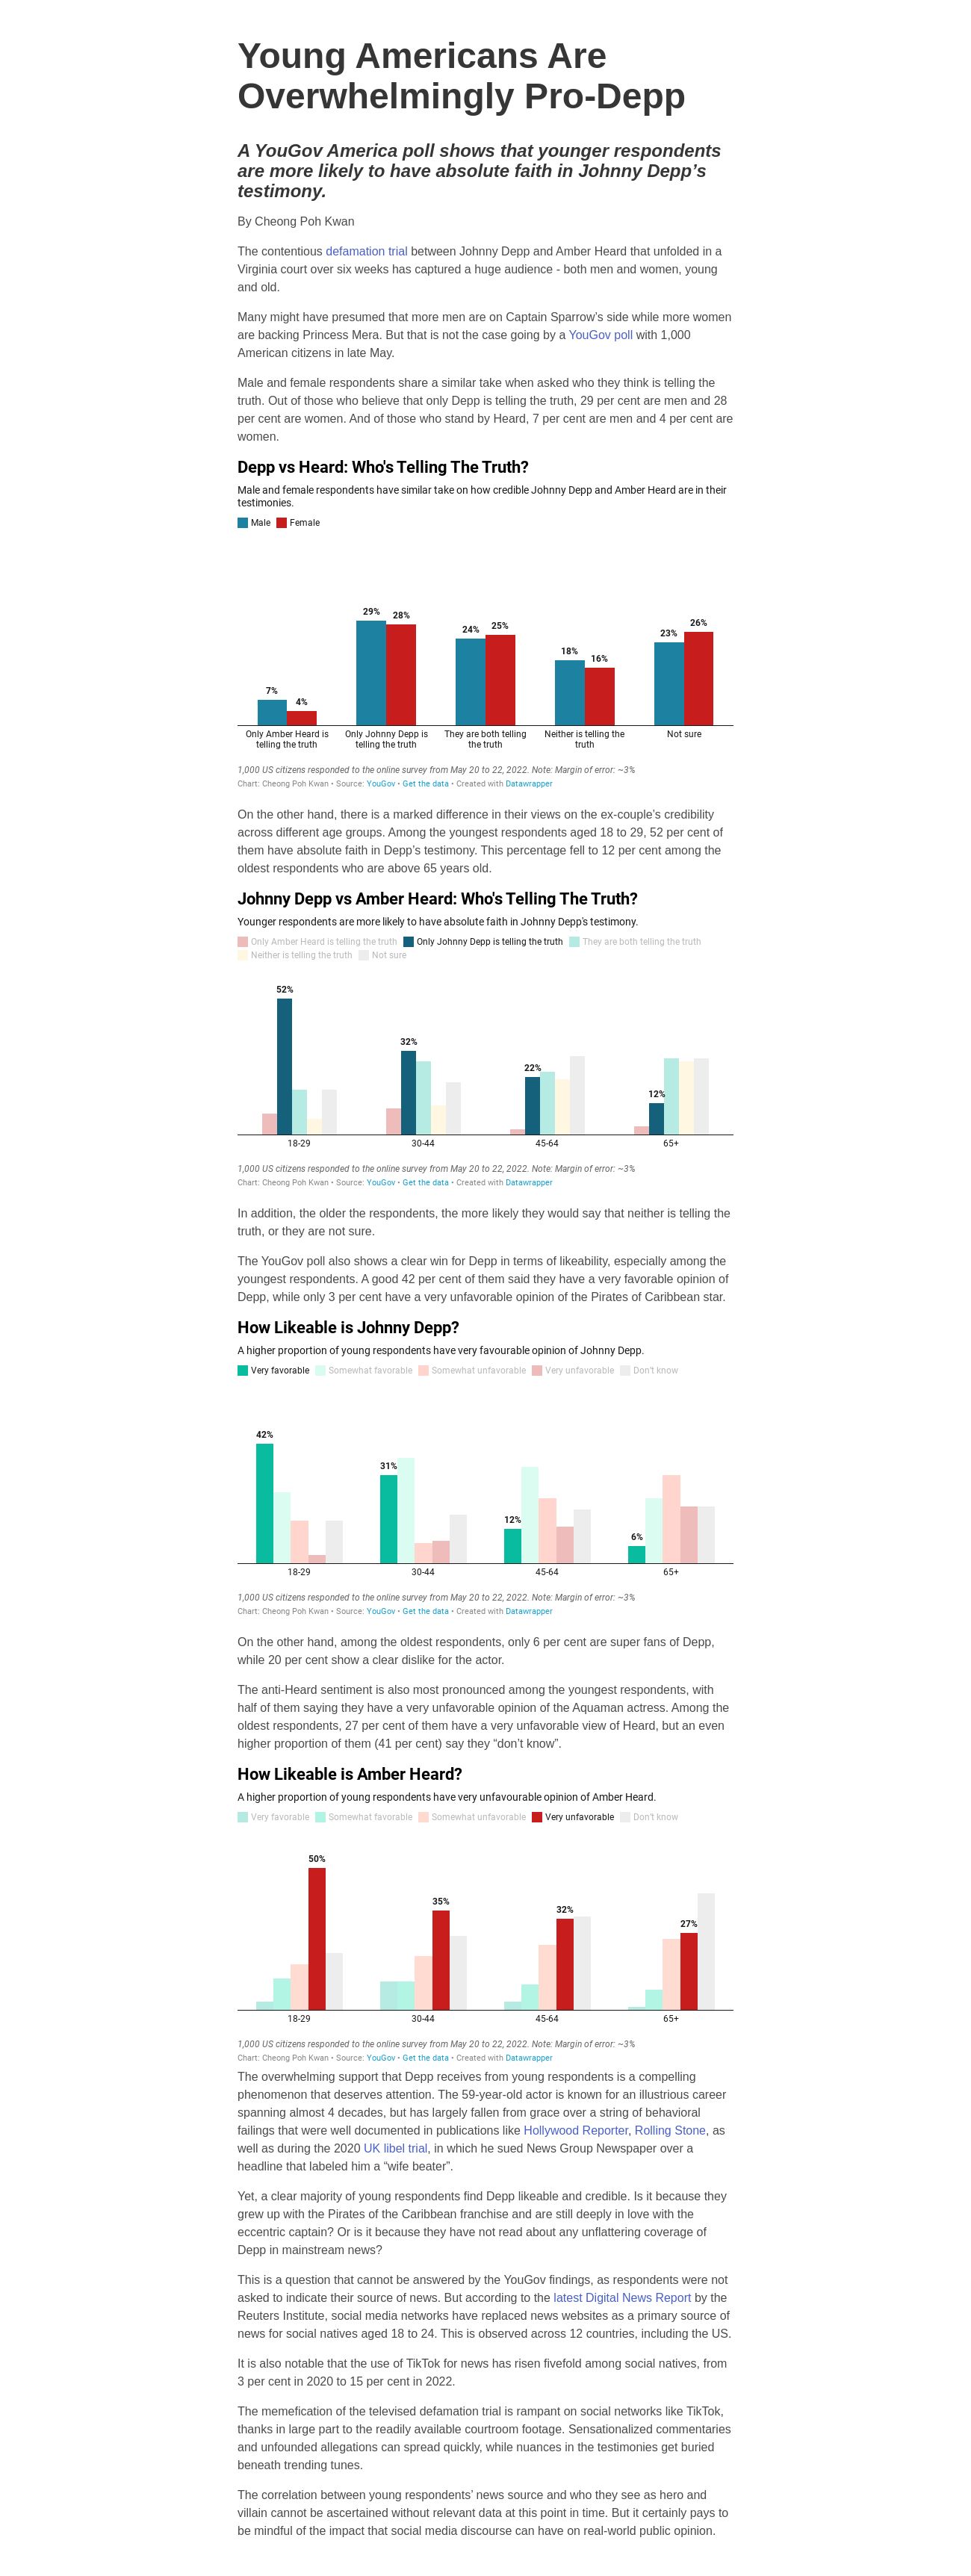 Young Americans Are
Overwhelmingly Pro-Depp
A YouGov America poll shows that younger respondents
are more likely to have absolute faith in Johnny Depp’s
testimony.
By Cheong Poh Kwan
The contentious defamation trial between Johnny Depp and Amber Heard that unfolded in a
Virginia court over six weeks has captured a huge audience - both men and women, young
and old.
Many might have presumed that more men are on Captain Sparrow’s side while more women
are backing Princess Mera. But that is not the case going by a YouGov poll with 1,000
American citizens in late May.
Male and female respondents share a similar take when asked who they think is telling the
truth. Out of those who believe that only Depp is telling the truth, 29 per cent are men and 28
per cent are women. And of those who stand by Heard, 7 per cent are men and 4 per cent are
women.
Depp vs Heard: Who's Telling The Truth?
Male and female respondents have similar take on how credible Johnny Depp and Amber Heard are in their
testimonies.
Male Female
29% 28% 24% 25% 26%
23%
18% 16%
7% 4%
Only Amber Heard is Only Johnny Depp is They are both telling Neither is telling the Not sure
telling the truth telling the truth the truth truth
1,000 US citizens responded to the online survey from May 20 to 22, 2022. Note: Margin of error: ~3%
Chart: Cheong Poh Kwan • Source: YouGov • Get the data • Created with Datawrapper
On the other hand, there is a marked difference in their views on the ex-couple’s credibility
across different age groups. Among the youngest respondents aged 18 to 29, 52 per cent of
them have absolute faith in Depp’s testimony. This percentage fell to 12 per cent among the
oldest respondents who are above 65 years old.
Johnny Depp vs Amber Heard: Who's Telling The Truth?
Younger respondents are more likely to have absolute faith in Johnny Depp's testimony.
Only Amber Heard is telling the truth Only Johnny Depp is telling the truth They are both telling the truth
Neither is telling the truth Not sure
52%
32%
22%
12%
18-29 30-44 45-64 65+
1,000 US citizens responded to the online survey from May 20 to 22, 2022. Note: Margin of error: ~3%
Chart: Cheong Poh Kwan • Source: YouGov • Get the data • Created with Datawrapper
In addition, the older the respondents, the more likely they would say that neither is telling the
truth, or they are not sure.
The YouGov poll also shows a clear win for Depp in terms of likeability, especially among the
youngest respondents. A good 42 per cent of them said they have a very favorable opinion of
Depp, while only 3 per cent have a very unfavorable opinion of the Pirates of Caribbean star.
How Likeable is Johnny Depp?
A higher proportion of young respondents have very favourable opinion of Johnny Depp.
Very favorable Somewhat favorable Somewhat unfavorable Very unfavorable Don’t know
42%
31%
12%
6%
18-29 30-44 45-64 65+
1,000 US citizens responded to the online survey from May 20 to 22, 2022. Note: Margin of error: ~3%
Chart: Cheong Poh Kwan • Source: YouGov • Get the data • Created with Datawrapper
On the other hand, among the oldest respondents, only 6 per cent are super fans of Depp,
while 20 per cent show a clear dislike for the actor.
The anti-Heard sentiment is also most pronounced among the youngest respondents, with
half of them saying they have a very unfavorable opinion of the Aquaman actress. Among the
oldest respondents, 27 per cent of them have a very unfavorable view of Heard, but an even
higher proportion of them (41 per cent) say they “don’t know”.
How Likeable is Amber Heard?
A higher proportion of young respondents have very unfavourable opinion of Amber Heard.
Very favorable Somewhat favorable Somewhat unfavorable Very unfavorable Don’t know
50%
35%
32%
27%
18-29 30-44 45-64 65+
1,000 US citizens responded to the online survey from May 20 to 22, 2022. Note: Margin of error: ~3%
Chart: Cheong Poh Kwan • Source: YouGov • Get the data • Created with Datawrapper
The overwhelming support that Depp receives from young respondents is a compelling
phenomenon that deserves attention. The 59-year-old actor is known for an illustrious career
spanning almost 4 decades, but has largely fallen from grace over a string of behavioral
failings that were well documented in publications like Hollywood Reporter, Rolling Stone, as
well as during the 2020 UK libel trial, in which he sued News Group Newspaper over a
headline that labeled him a “wife beater”.
Yet, a clear majority of young respondents find Depp likeable and credible. Is it because they
grew up with the Pirates of the Caribbean franchise and are still deeply in love with the
eccentric captain? Or is it because they have not read about any unflattering coverage of
Depp in mainstream news?
This is a question that cannot be answered by the YouGov findings, as respondents were not
asked to indicate their source of news. But according to the latest Digital News Report by the
Reuters Institute, social media networks have replaced news websites as a primary source of
news for social natives aged 18 to 24. This is observed across 12 countries, including the US.
It is also notable that the use of TikTok for news has risen fivefold among social natives, from
3 per cent in 2020 to 15 per cent in 2022.
The memefication of the televised defamation trial is rampant on social networks like TikTok,
thanks in large part to the readily available courtroom footage. Sensationalized commentaries
and unfounded allegations can spread quickly, while nuances in the testimonies get buried
beneath trending tunes.
The correlation between young respondents’ news source and who they see as hero and
villain cannot be ascertained without relevant data at this point in time. But it certainly pays to
be mindful of the impact that social media discourse can have on real-world public opinion.